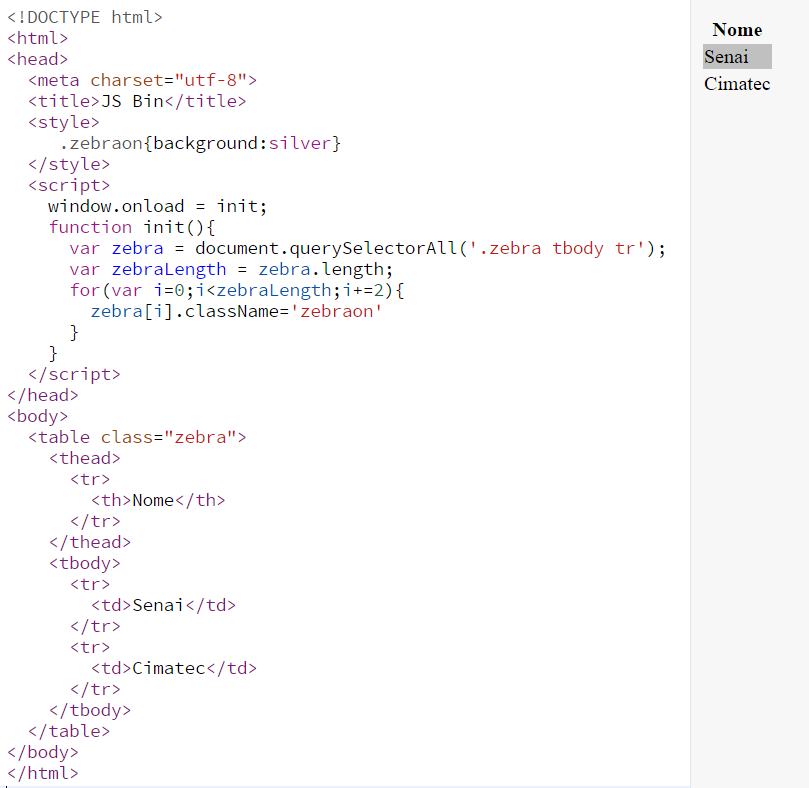 <!DOCTYPE html>
<html>
<head>
  <meta charset="utf-8">
  <title>JS Bin</title>
  <style>
     .zebraon{background:silver}
  </style>
  <script>
    window.onload = init;
    function init(){
      var zebra = document.querySelectorAll('.zebra tbody tr');
      var zebraLength = zebra.length;
      for(var i=0;i<zebraLength;i+=2){
        zebra[i].className='zebraon'
      }
    }
  </script>
</head>
<body>
  <table class="zebra">
    <thead>
      <tr>
        <th>Nome</th>
      </tr>
    </thead>
    <tbody>
      <tr>
        <td>Senai</td>
      </tr>
      <tr>
        <td>Cimatec</td>
      </tr>
    </tbody>
  </table>
</body>
</html>
Nome
Senai
Cimatec